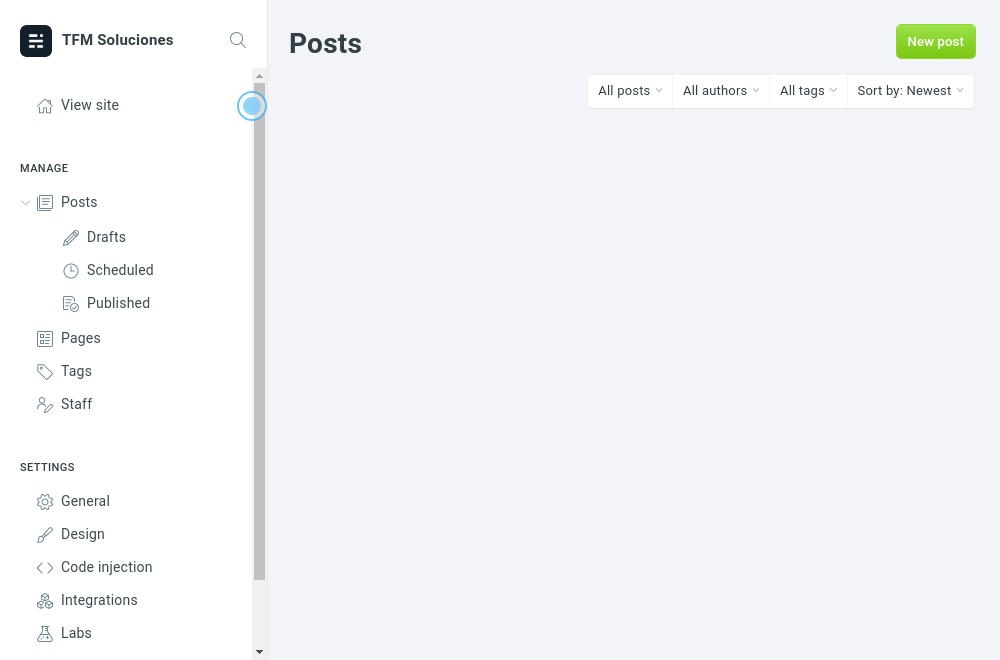 TFM Soluciones
View site
MANAGE
Posts
Drafts
Scheduled
Published
Pages
Tags
Staff
SETTINGS
General
Design
Code injection
Integrations
Labs
Posts
New post
All posts
All authors
All tags
Sort by: Newest